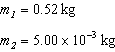 m₁ = 0.52 kg
m₂ = 5.00 × 10⁻³ kg